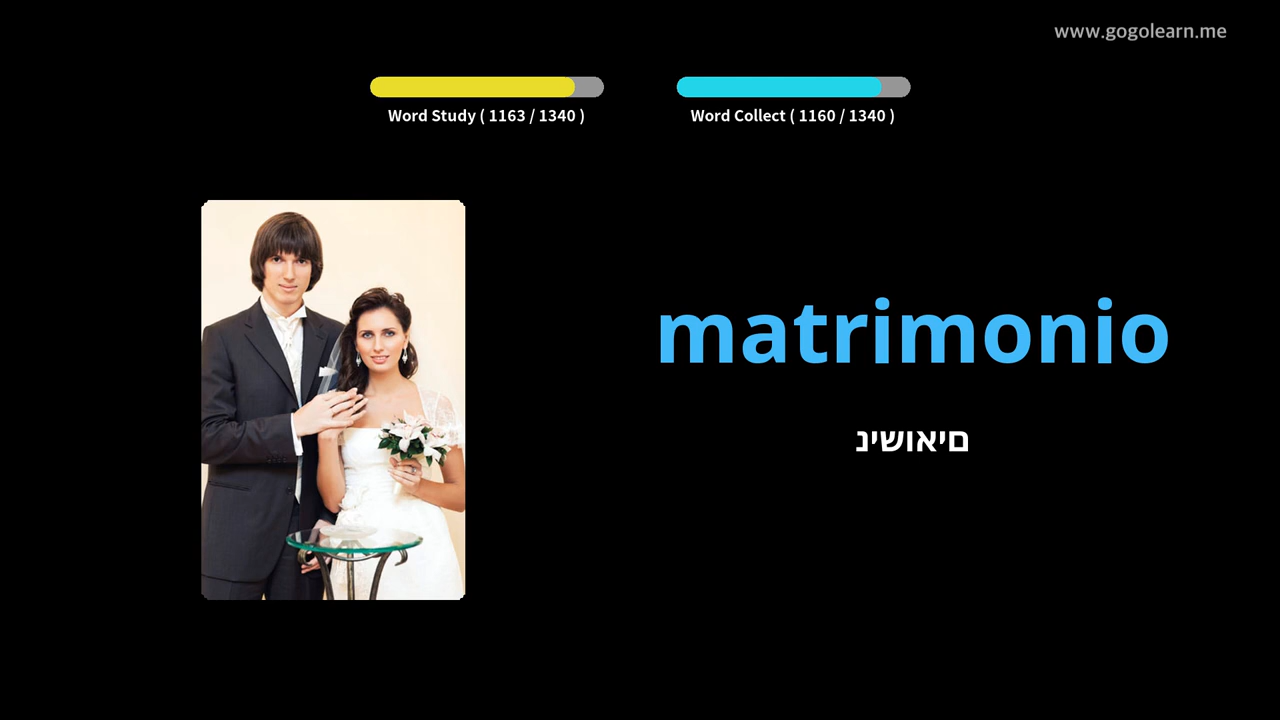 www.gogolearn.me
Word Study ( 1163 / 1340 )
Word Collect ( 1160 / 1340 )
matrimonio
םיאושינ